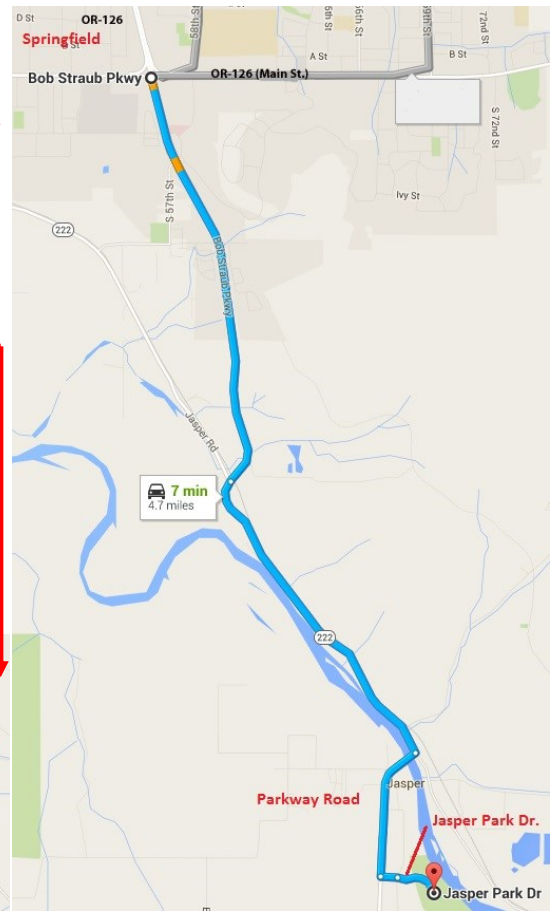 D St
OR-126
Springfield
58th St
69th St
72nd St
A St
B St
Bob Straub Pkwy
OR-126 (Main St.)
S 72nd St
Ivy St
S 57th St
222
Bob Straub Pkwy
Jasper Rd
7 min
4.7 miles
222
Jasper
Parkway Road
Jasper Park Dr.
Jasper Park Dr